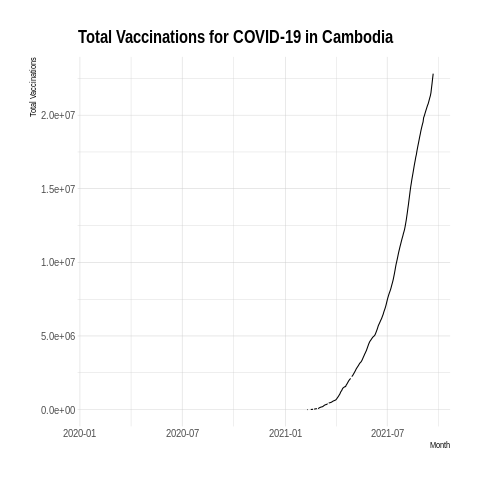 Total Vaccinations for COVID-19 in Cambodia
Total Vaccinations
2.0e+07
1.5e+07
1.0e+07
5.0e+06
0.0e+00
2020-01
2020-07
2021-01
2021-07
Month